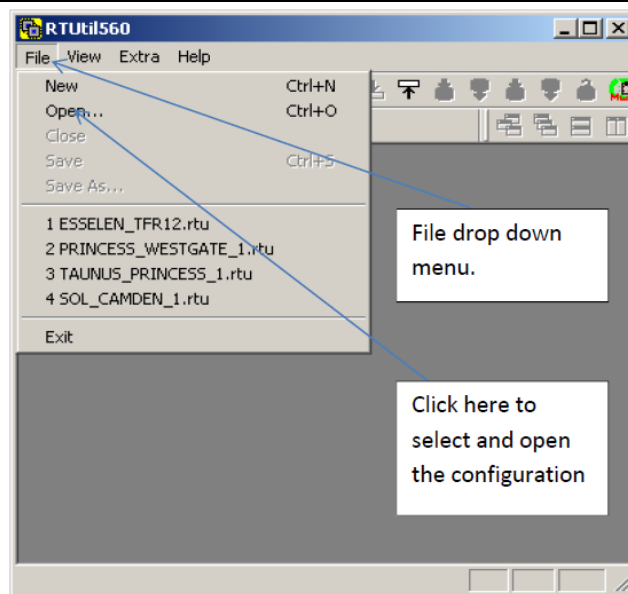 RTUtil560
File View Extra Help
New Ctrl+N
Open... Ctrl+O
Close
Save Ctrl+S
Save As...
1 ESSELEN_TFR12.rtu
2 PRINCESS_WESTGATE_1.rtu
3 TAUNUS_PRINCESS_1.rtu
4 SOL_CAMDEN_1.rtu
Exit
File drop down
menu.
Click here to
select and open
the configuration